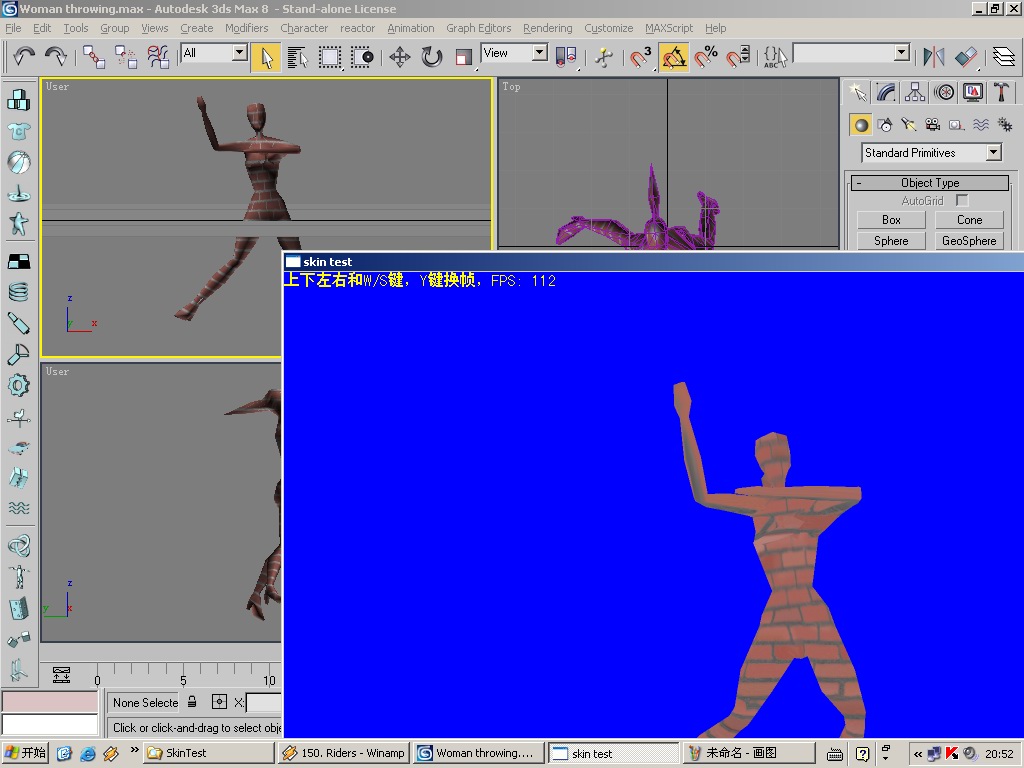 Woman throwing.max - Autodesk 3ds Max 8 - Stand-alone License
File Edit Tools Group Views Create Modifiers Character reactor Animation Graph Editors Rendering Customize MAXScript Help
All View 3 % ABC
User
Top
Standard Primitives
- Object Type
AutoGrid
Box Cone
Sphere GeoSphere
skin test
上下左右和W/S键，Y键换帧，FPS: 112
z
y x
User
z
y x
0 5 10
None Selecte X:
Click or click-and-drag to select obje
开始 » SkinTest 150. Riders - Winamp Woman throwing.... skin test 未命名 - 画图 « 20:52